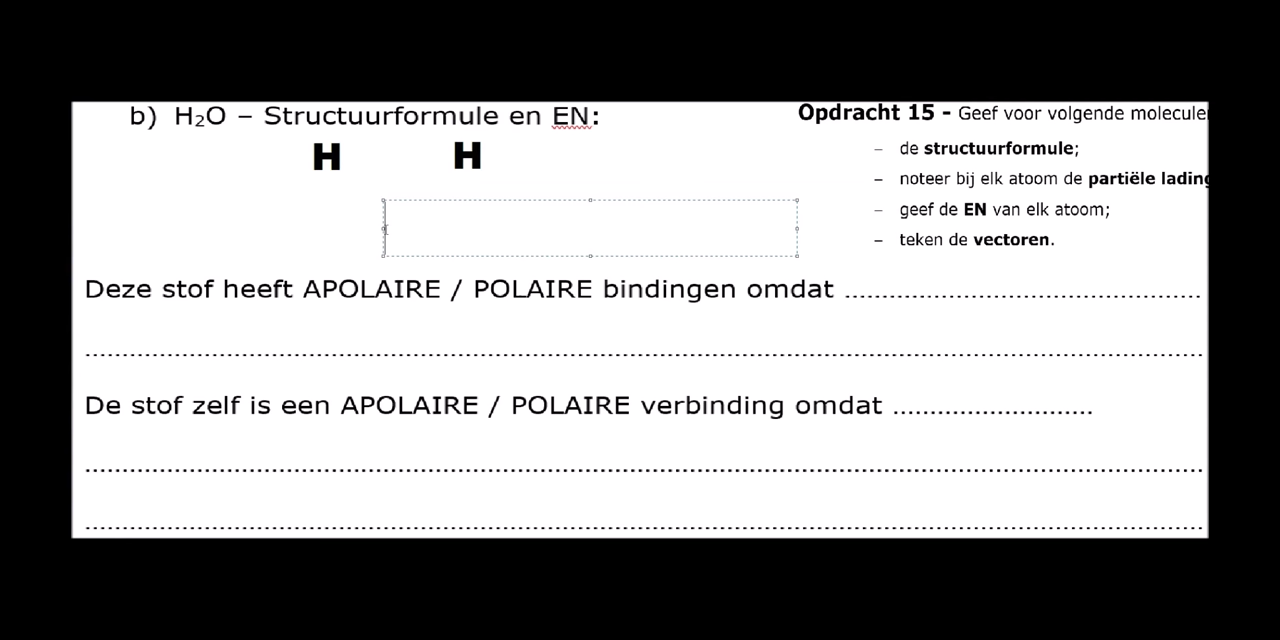 b) H₂O – Structuurformule en EN:
H H
Opdracht 15 - Geef voor volgende molecule
– de structuurformule;
– noteer bij elk atoom de partiële lading
– geef de EN van elk atoom;
– teken de vectoren.
Deze stof heeft APOLAIRE / POLAIRE bindingen omdat ................................................
................................................................................................................................
De stof zelf is een APOLAIRE / POLAIRE verbinding omdat ...........................
................................................................................................................................
................................................................................................................................